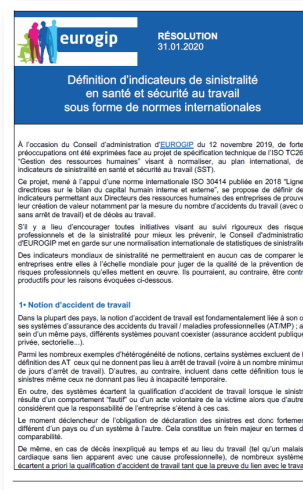 eurogip
RÉSOLUTION
31.01.2020
Définition d'indicateurs de sinistralité
en santé et sécurité au travail
sous forme de normes internationales
À l'occasion du Conseil d'administration d'EUROGIP du 12 novembre 2019, de forte
préoccupations ont été exprimées face au projet de spécification technique de l'ISO TC26
"Gestion des ressources humaines" visant à normaliser, au plan international, de
indicateurs de sinistralité en santé et sécurité au travail (SST).
Ce projet, mené à l'appui d'une norme internationale ISO 30414 publiée en 2018 "Ligne
directrices sur le bilan du capital humain interne et externe", se propose de définir de
indicateurs permettant aux Directeurs des ressources humaines des entreprises de prouve
leur création de valeur notamment par la mesure du nombre d'accidents du travail (avec o
sans arrêt de travail) et de décès au travail.
S'il y a lieu d'encourager toutes initiatives visant au suivi rigoureux des risque
professionnels et de la sinistralité pour mieux les prévenir, le Conseil d'administratio
d'EUROGIP met en garde sur une normalisation internationale de statistiques de sinistralité
Des indicateurs mondiaux de sinistralité ne permettraient en aucun cas de comparer le
entreprises entre elles à l'échelle mondiale pour juger de la qualité de la prévention de
risques professionnels qu'elles mettent en œuvre. Ils pourraient, au contraire, être contr
productifs pour les raisons évoquées ci-dessous.
1• Notion d'accident de travail
Dans la plupart des pays, la notion d'accident de travail est fondamentalement liée à son o
ses systèmes d'assurance des accidents du travail / maladies professionnelles (AT/MP) ; a
sein d'un même pays, différents systèmes pouvant coexister (assurance accident publique
privée, sectorielle...).
Parmi les nombreux exemples d'hétérogénéité de notions, certains systèmes excluent de l
définition des AT ceux qui ne donnent pas lieu à arrêt de travail (voire à un nombre minimu
de jours d'arrêt de travail). D'autres, au contraire, incluent dans cette définition tous le
sinistres même ceux ne donnant pas lieu à incapacité temporaire.
En outre, des systèmes écartent la qualification d'accident de travail lorsque le sinistr
résulte d'un comportement "fautif" ou d'un acte volontaire de la victime alors que d'autre
considèrent que la responsabilité de l'entreprise s'étend à ces cas.
Le moment déclencheur de l'obligation de déclaration des sinistres est donc fortemen
différent d'un pays ou d'un système à l'autre. Cela constitue un frein majeur en termes d
comparabilité.
De même, en cas de décès inexpliqué au temps et au lieu du travail (tel qu'un malais
cardiaque sans lien apparent avec une cause professionnelle), de nombreux système
écartent a priori la qualification d'accident de travail tant que la preuve du lien avec le trava